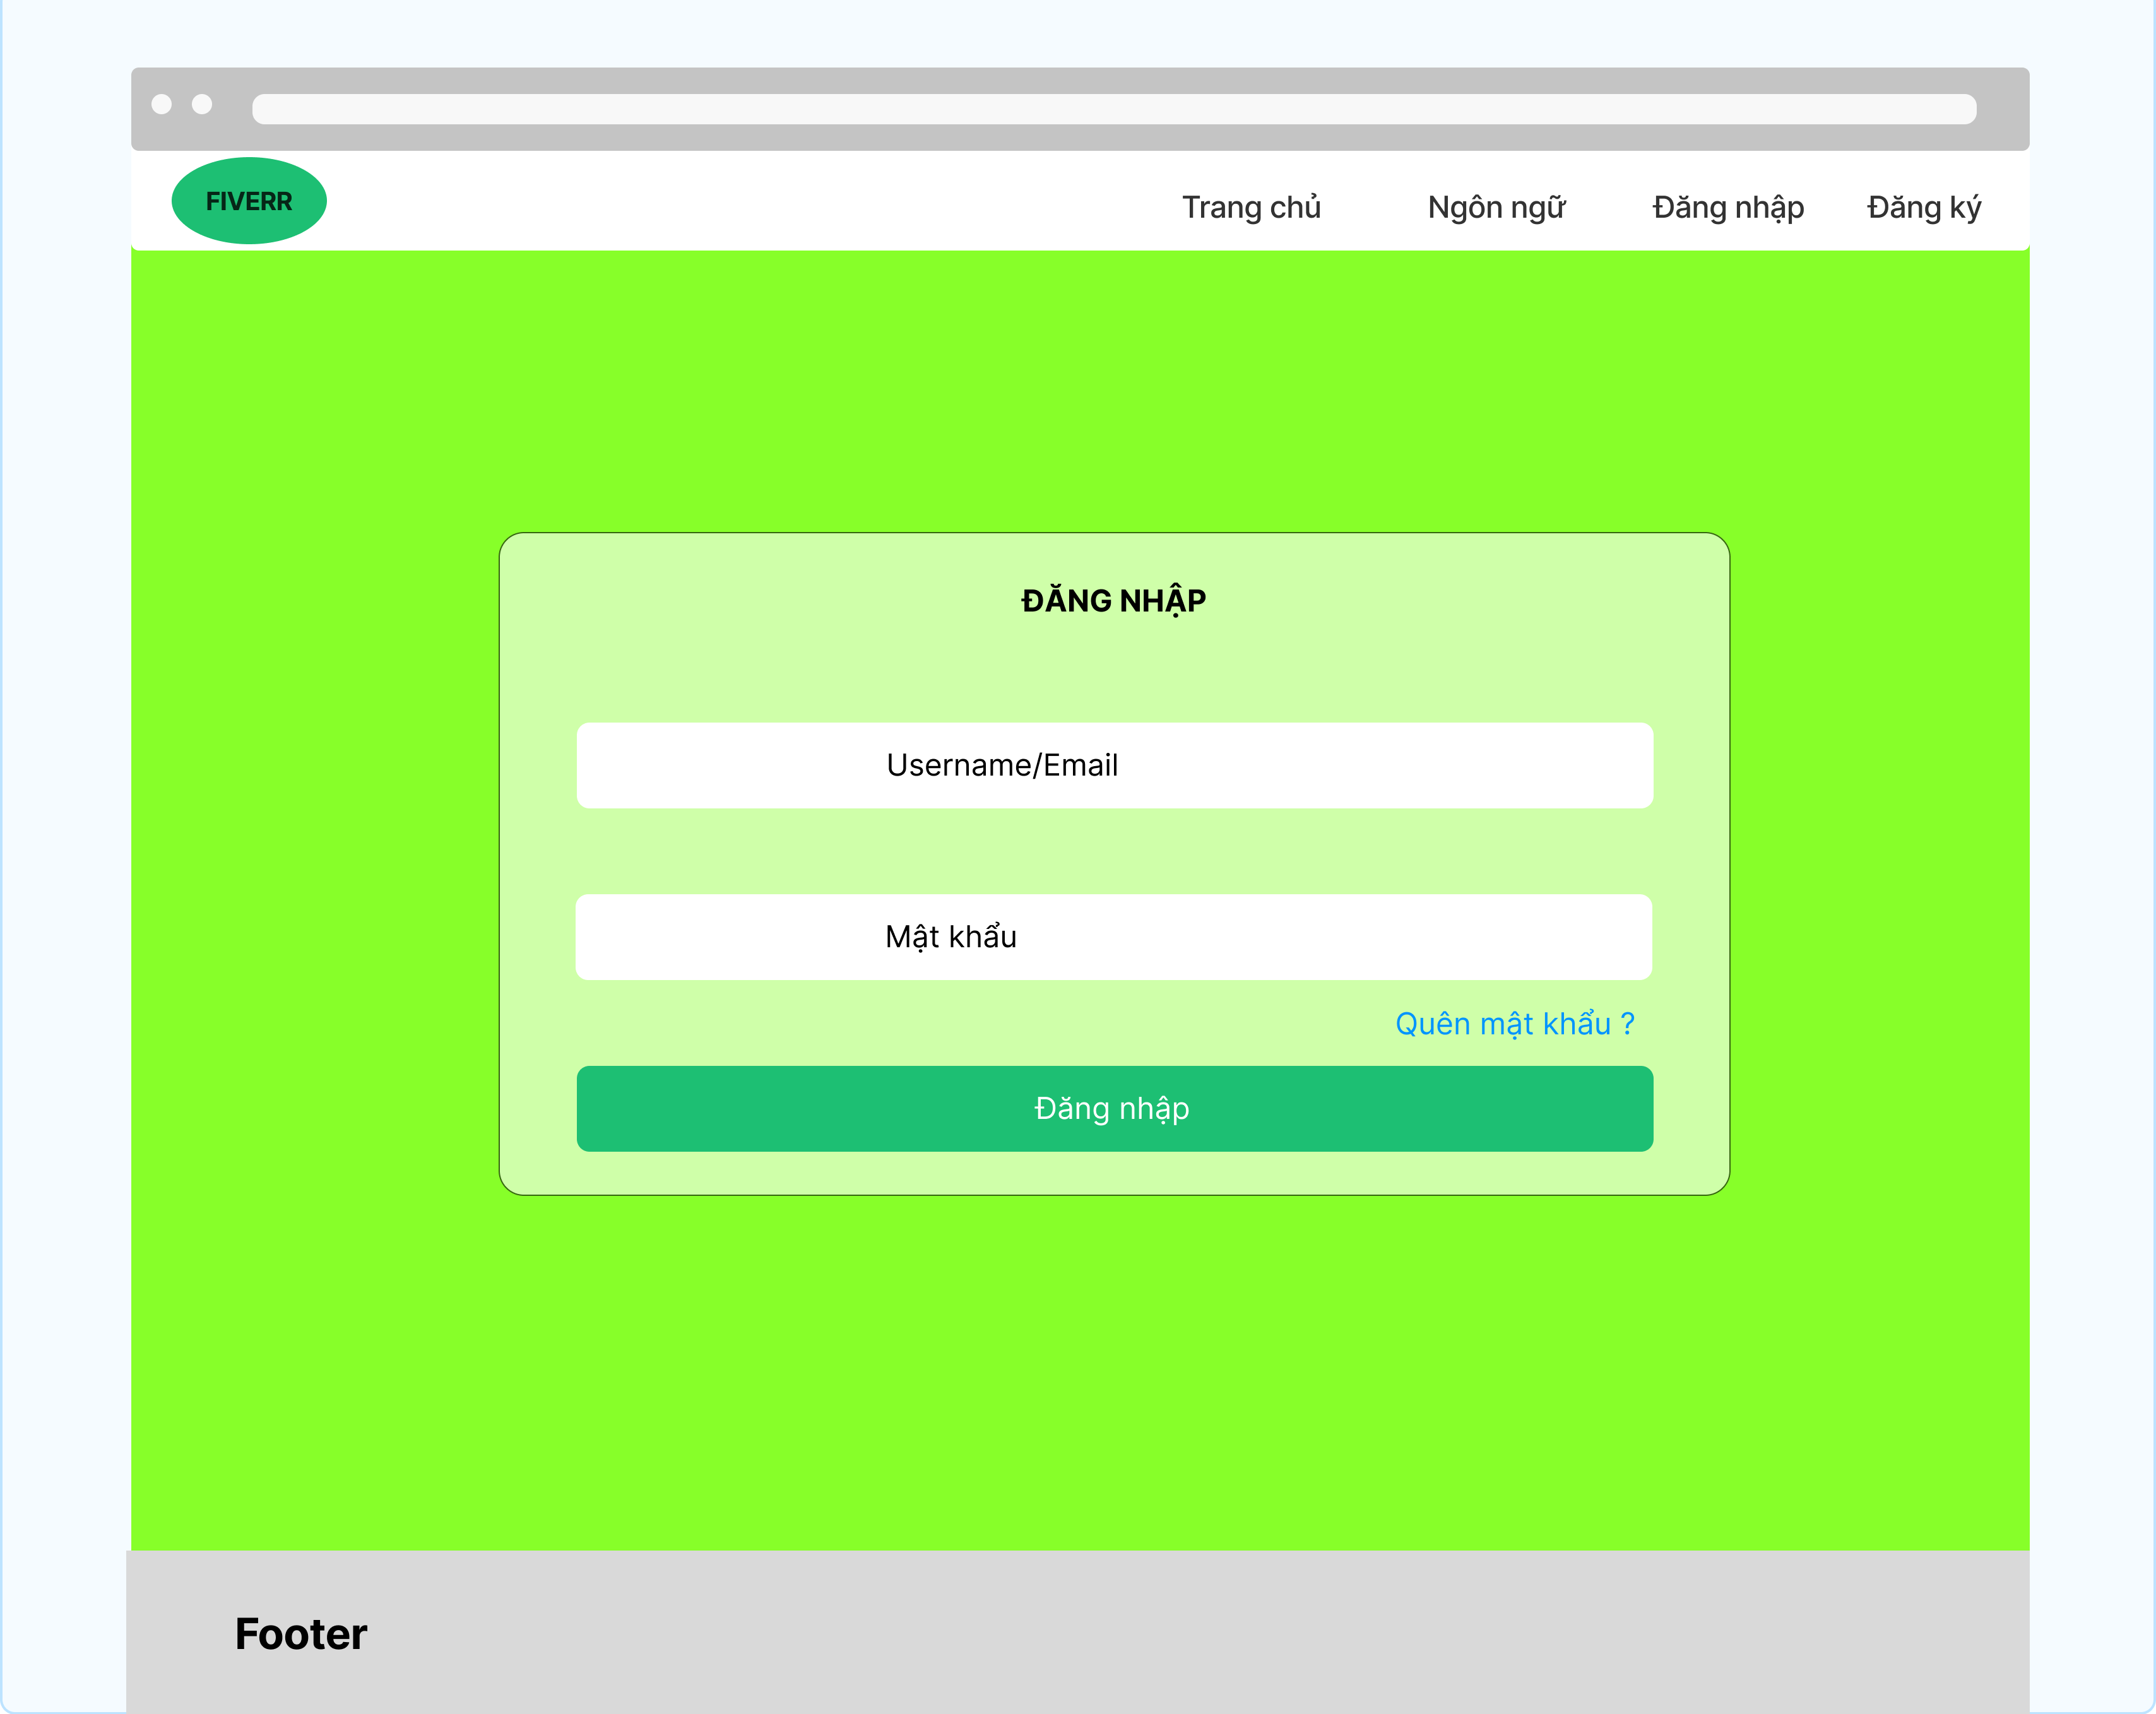 FIVERR
Trang chủ
Ngôn ngữ
Đăng nhập
Đăng ký
ĐĂNG NHẬP
Username/Email
Mật khẩu
Quên mật khẩu ?
Đăng nhập
Footer